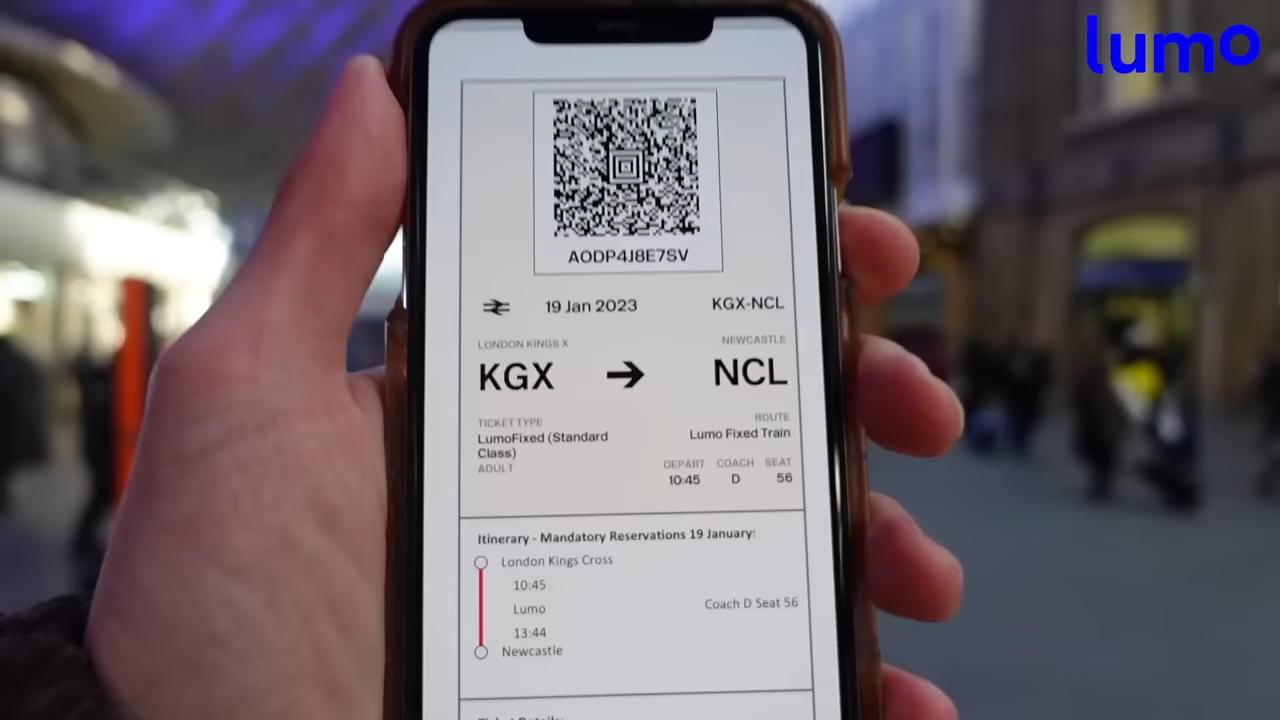 lumo
AODP4J8E7SV
19 Jan 2023 KGX-NCL
LONDON KINGS X NEWCASTLE
KGX → NCL
TICKET TYPE ROUTE
LumoFixed (Standard Class) Lumo Fixed Train
ADULT
DEPART COACH SEAT
10:45 D 56
Itinerary - Mandatory Reservations 19 January:
London Kings Cross
10:45
Lumo Coach D Seat 56
13:44
Newcastle
Ticket Details: